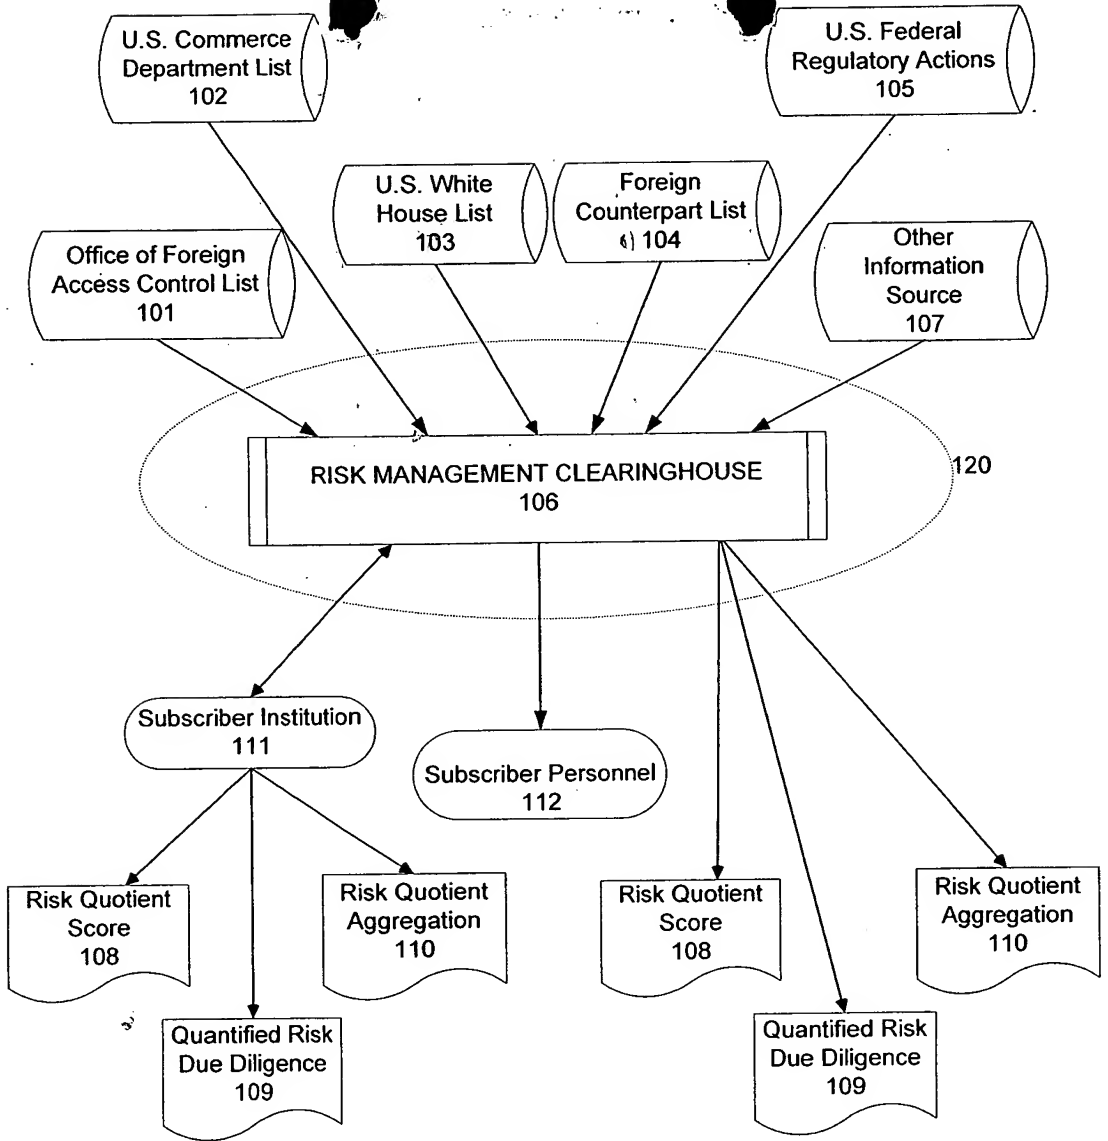 U.S. Commerce
Department List
102
U.S. Federal
Regulatory Actions
105
U.S. White
House List
103
Foreign
Counterpart List
104
Office of Foreign
Access Control List
101
Other
Information
Source
107
RISK MANAGEMENT CLEARINGHOUSE
106
120
Subscriber Institution
111
Subscriber Personnel
112
Risk Quotient
Score
108
Risk Quotient
Aggregation
110
Risk Quotient
Score
108
Risk Quotient
Aggregation
110
Quantified Risk
Due Diligence
109
Quantified Risk
Due Diligence
109